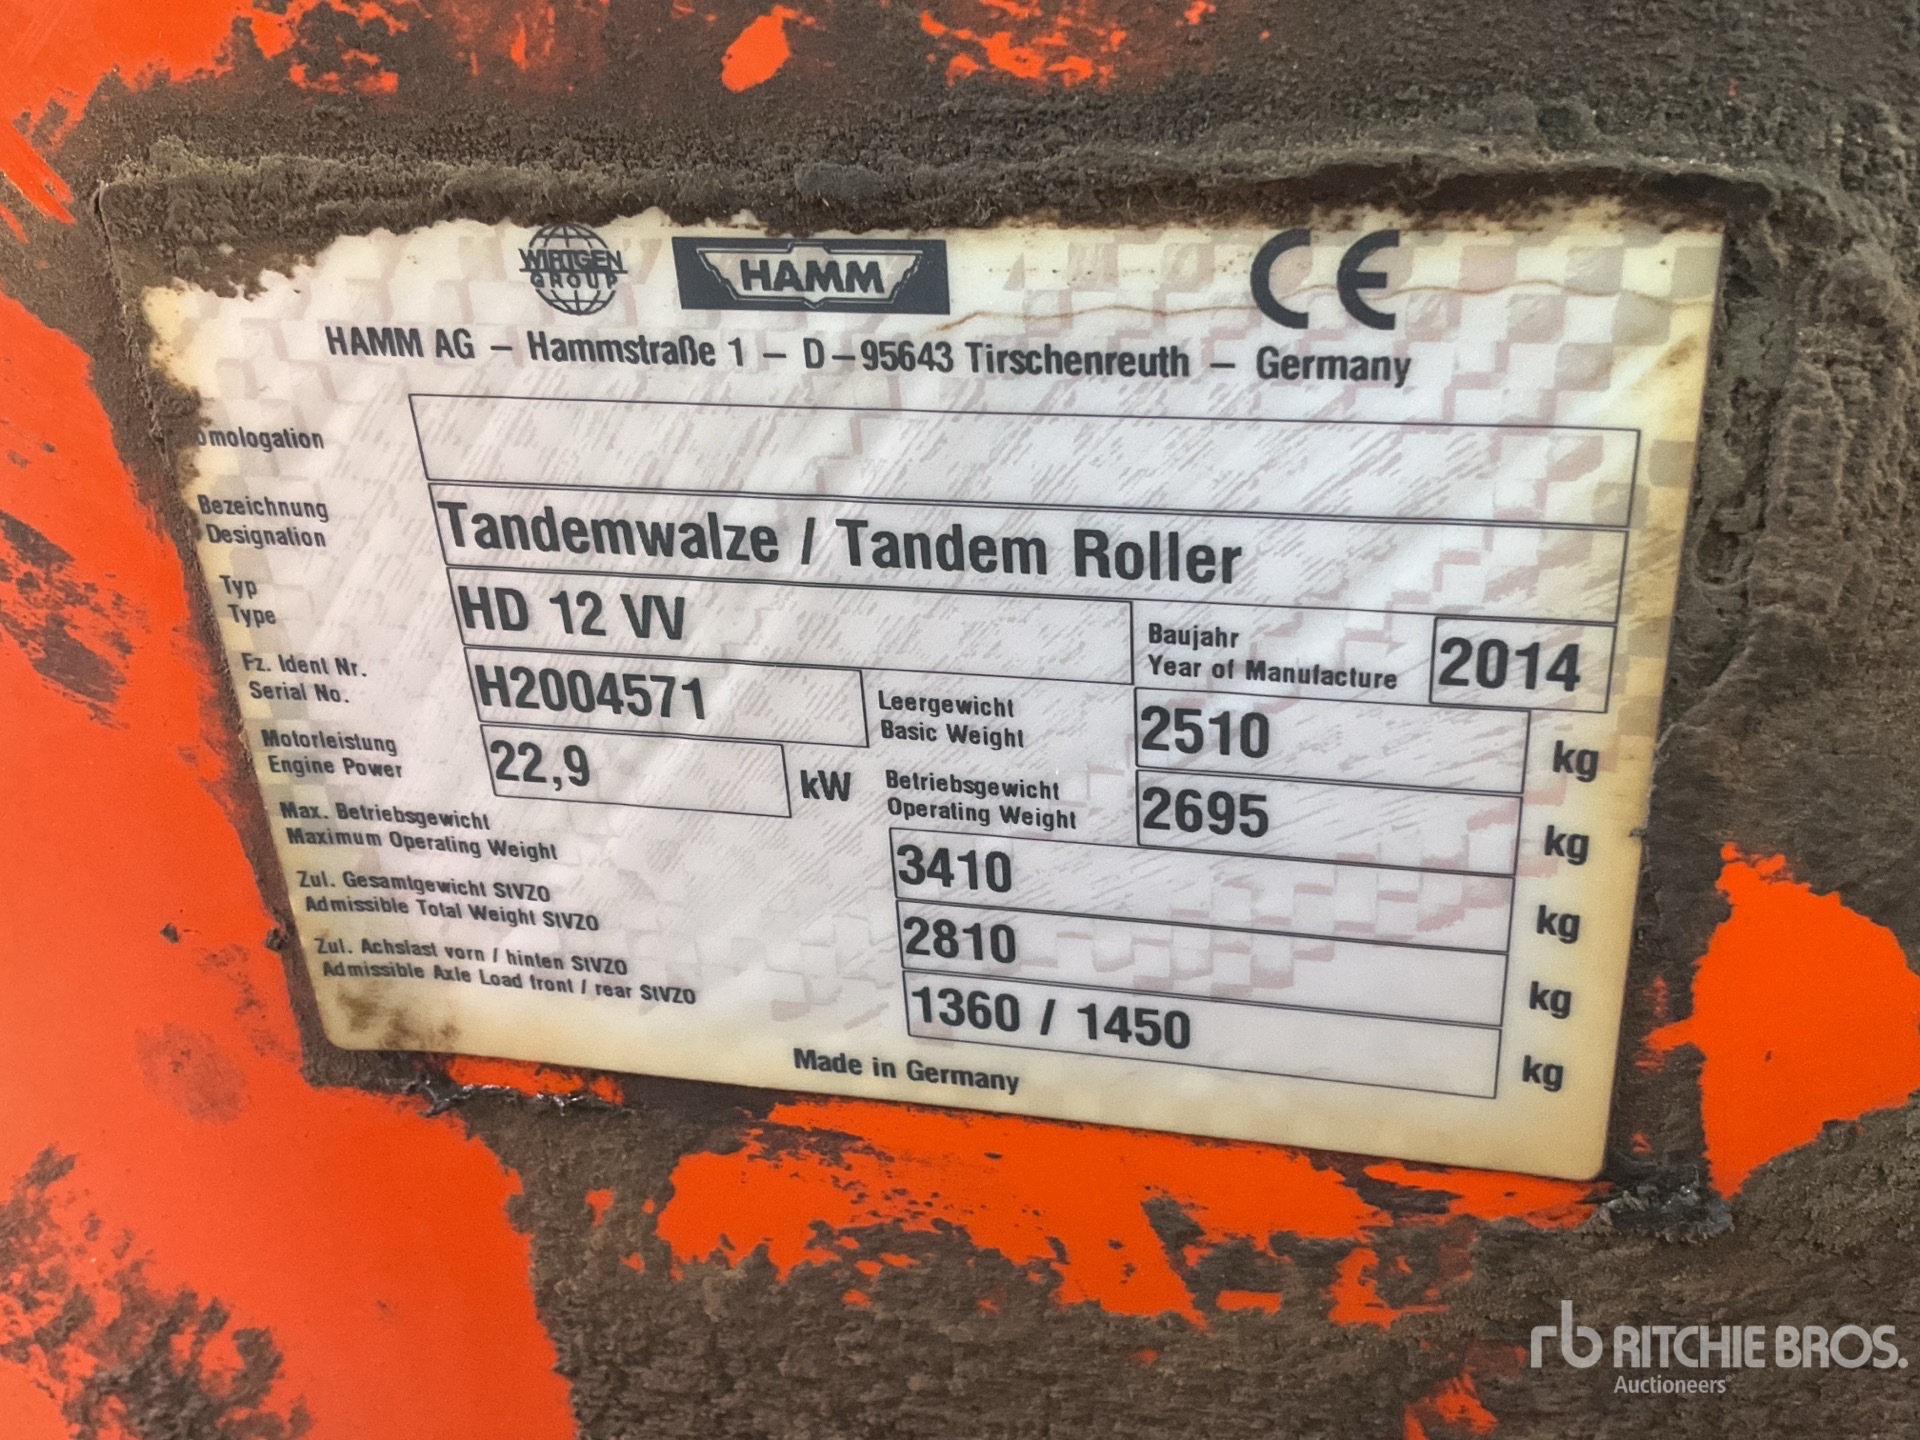 WIRTGEN
GROUP
HAMM
CE
HAMM AG – Hammstraße 1 – D–95643 Tirschenreuth – Germany
omologation
Bezeichnung
Designation
Tandemwalze / Tandem Roller
Typ
Type
HD 12 VV
Baujahr
Year of Manufacture
2014
Fz. Ident Nr.
Serial No.
H2004571
Leergewicht
Basic Weight
2510
kg
Motorleistung
Engine Power
22,9
kW
Betriebsgewicht
Operating Weight
2695
kg
Max. Betriebsgewicht
Maximum Operating Weight
3410
kg
Zul. Gesamtgewicht StVZO
Admissible Total Weight StVZO
2810
kg
Zul. Achslast vorn / hinten StVZO
Admissible Axle Load front / rear StVZO
1360 / 1450
kg
Made in Germany
rb RITCHIE BROS.
Auctioneers